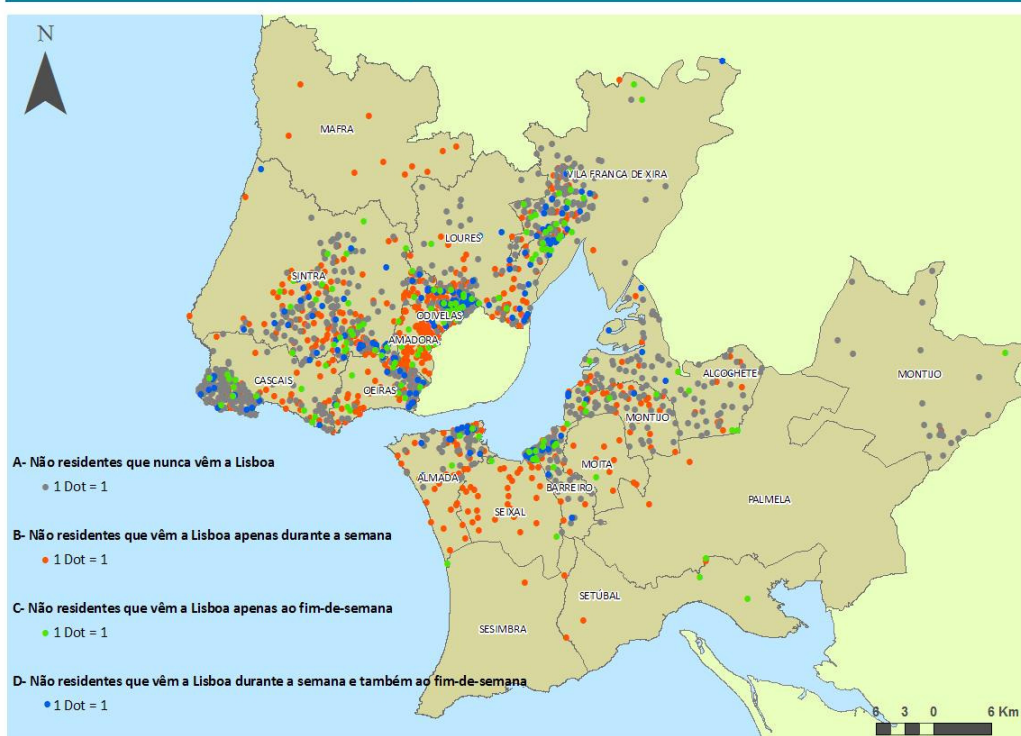 N
MAFRA
VILA FRANCA DE XIRA
LOURES
SINTRA
ODIVELAS
AMADORA
CASCAIS
OEIRAS
ALCOCHETE
MONTIJO
MONTIJO
A- Não residentes que nunca vêm a Lisboa
1 Dot = 1
ALMADA
MOITA
BARREIRO
SEIXAL
PALMELA
B- Não residentes que vêm a Lisboa apenas durante a semana
1 Dot = 1
C- Não residentes que vêm a Lisboa apenas ao fim-de-semana
1 Dot = 1
SETÚBAL
SESIMBRA
D- Não residentes que vêm a Lisboa durante a semana e também ao fim-de-semana
1 Dot = 1
6 3 0 6 Km